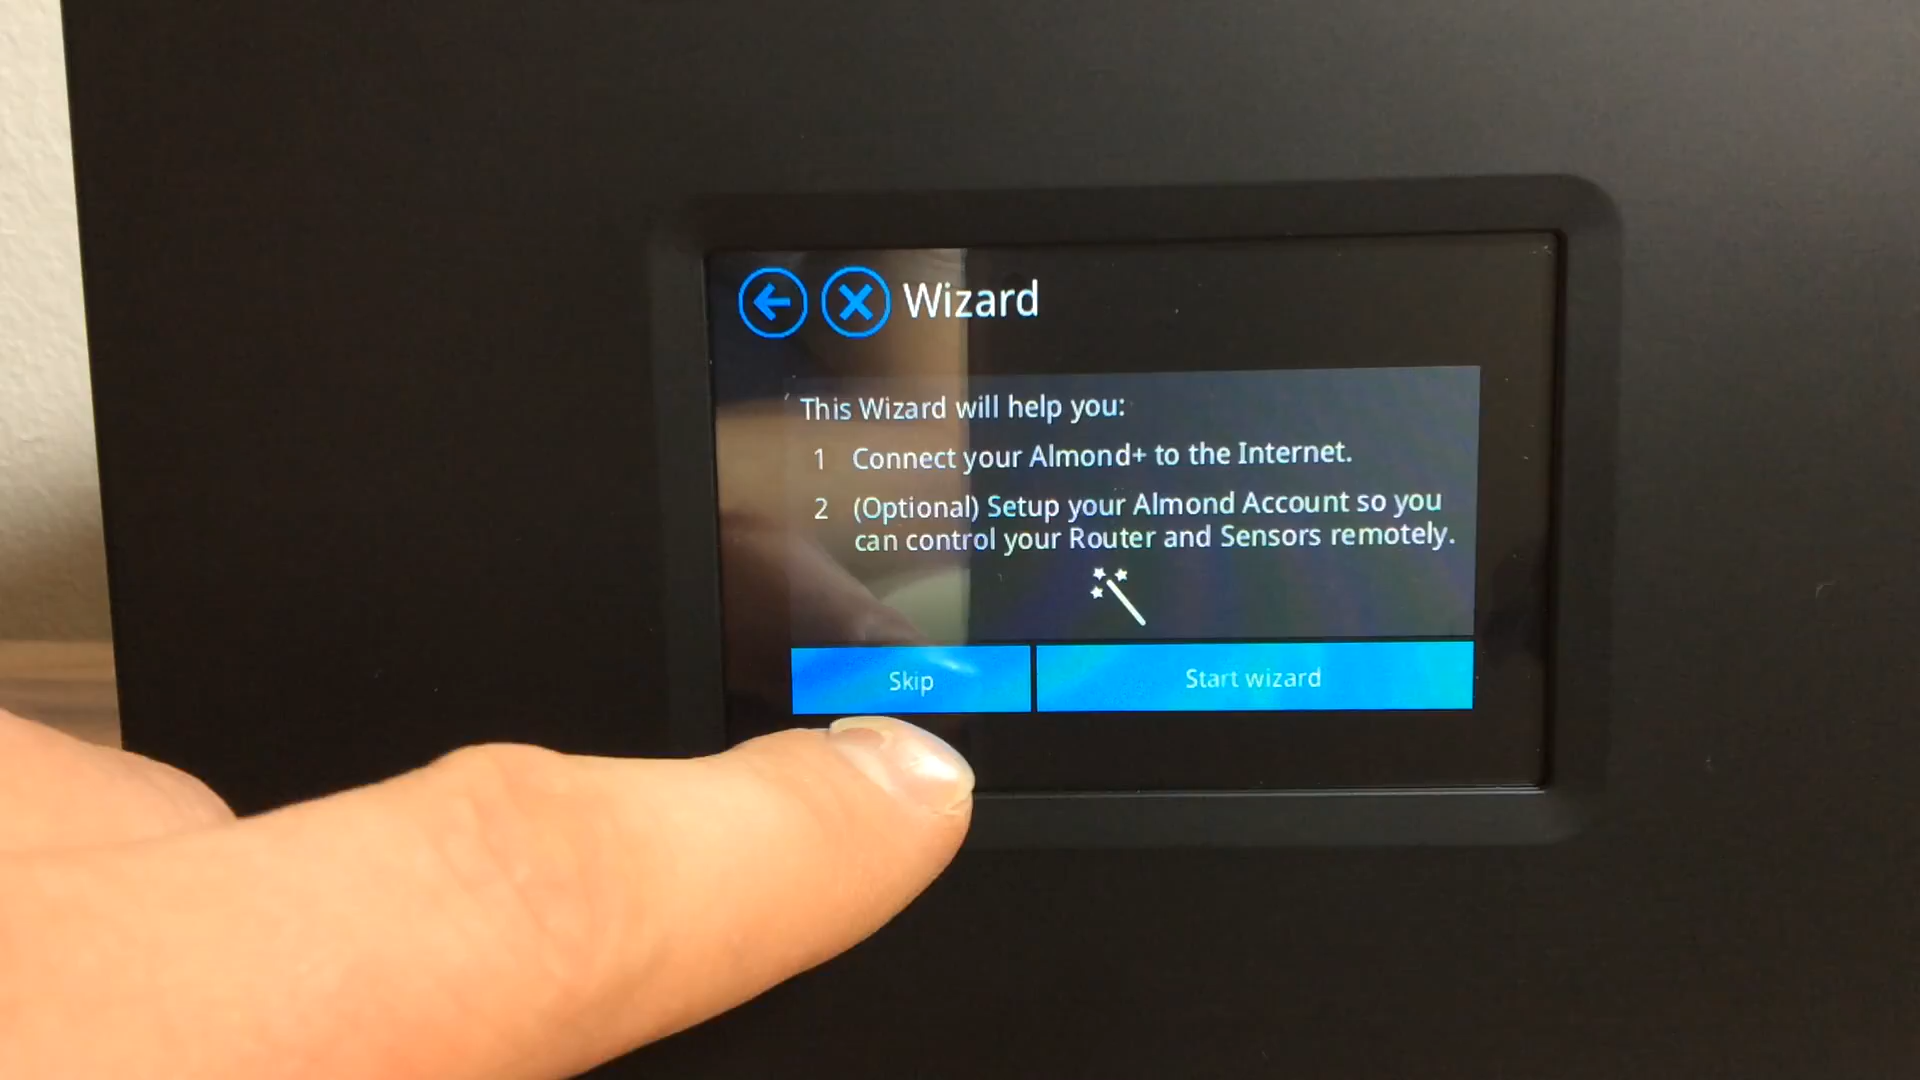 Wizard
This Wizard will help you:
1 Connect your Almond+ to the Internet.
2 (Optional) Setup your Almond Account so you
can control your Router and Sensors remotely.
Skip
Start wizard